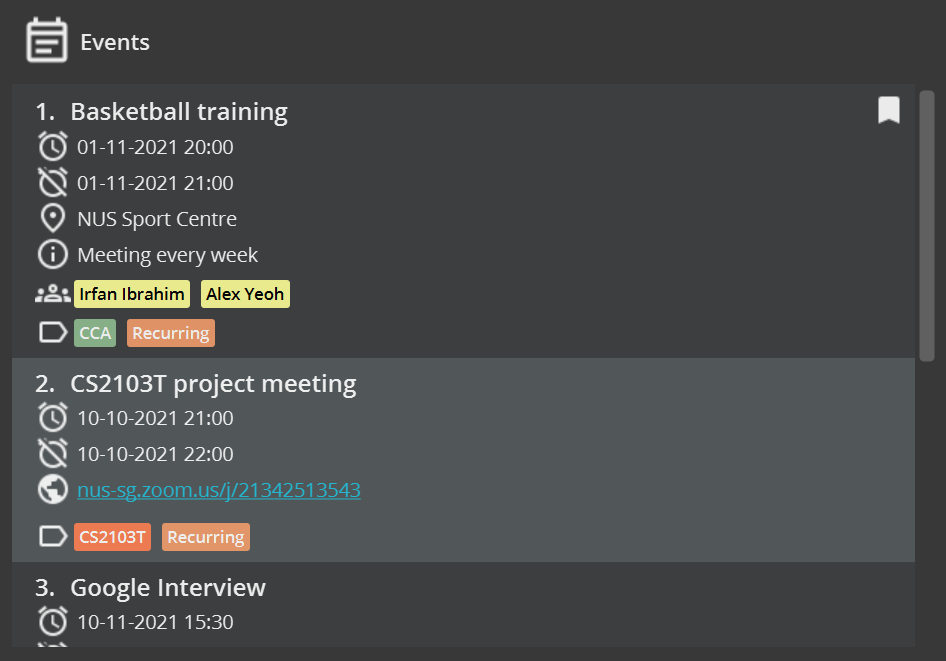 Events
1. Basketball training
01-11-2021 20:00
01-11-2021 21:00
NUS Sport Centre
Meeting every week
Irfan Ibrahim Alex Yeoh
CCA Recurring
2. CS2103T project meeting
10-10-2021 21:00
10-10-2021 22:00
nus-sg.zoom.us/j/21342513543
CS2103T Recurring
3. Google Interview
10-11-2021 15:30